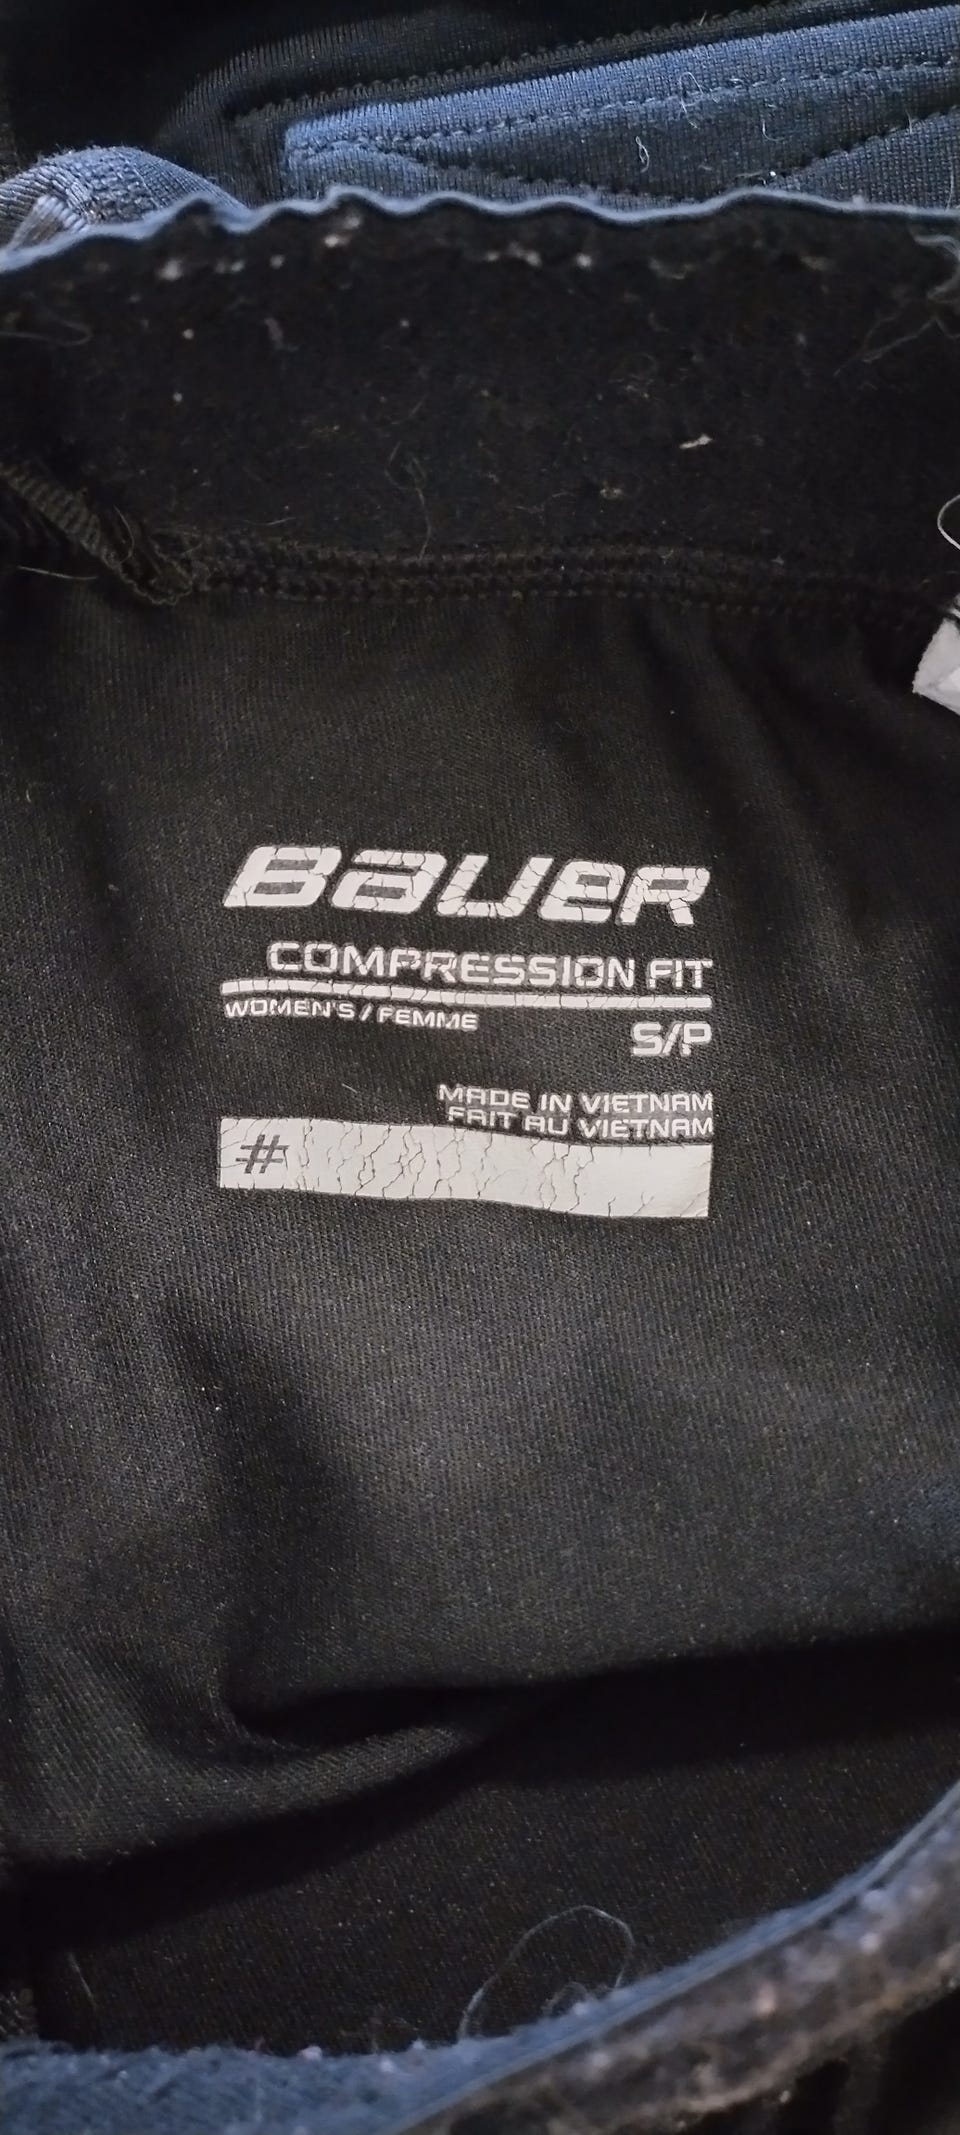 BAUER
COMPRESSION FIT
WOMEN'S / FEMME
S/P
MADE IN VIETNAM
FAIT AU VIETNAM
#